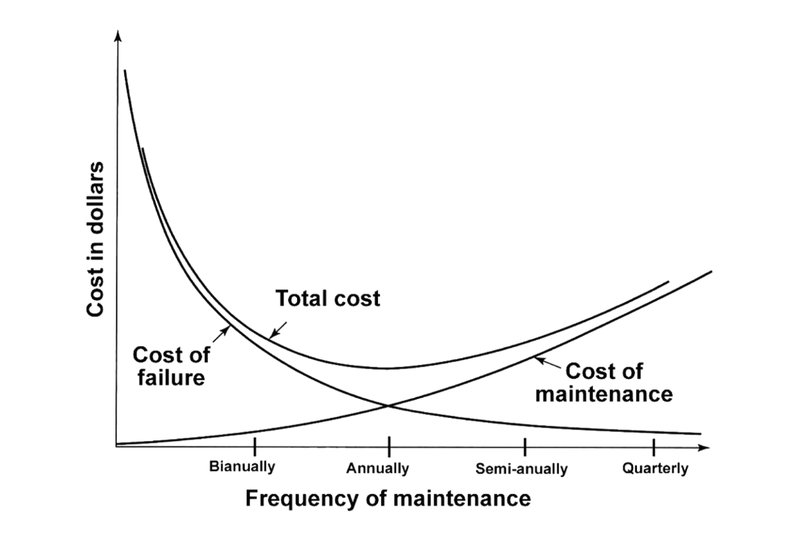 Cost in dollars
Total cost
Cost of
failure
Cost of
maintenance
Bianually
Annually
Semi-anually
Quarterly
Frequency of maintenance